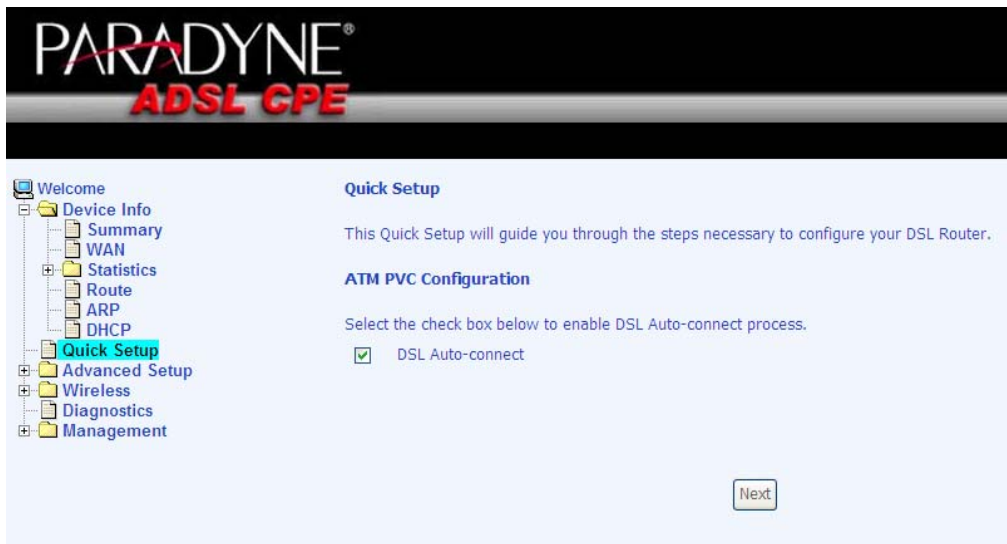 PARADYNE®
ADSL CPE
Welcome
Device Info
Summary
WAN
Statistics
Route
ARP
DHCP
Quick Setup
Advanced Setup
Wireless
Diagnostics
Management
Quick Setup
This Quick Setup will guide you through the steps necessary to configure your DSL Router.
ATM PVC Configuration
Select the check box below to enable DSL Auto-connect process.
DSL Auto-connect
Next